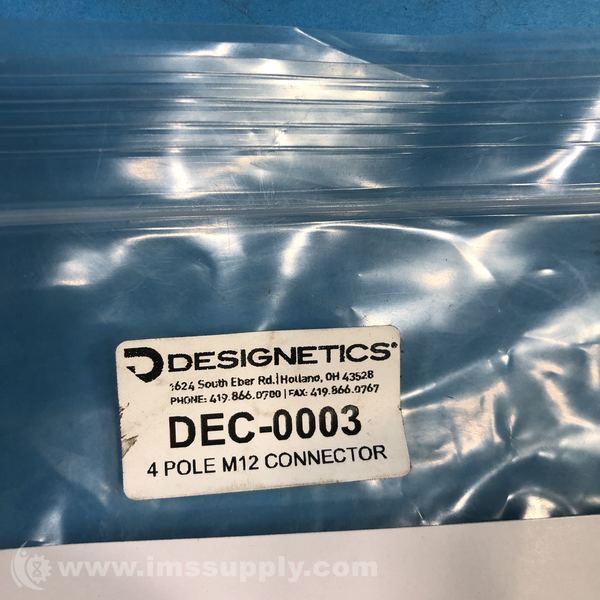 DESIGNETICS®
1624 South Eber Rd.|Holland, OH 43528
PHONE: 419.866.0700 | FAX: 419.866.0767
DEC-0003
4 POLE M12 CONNECTOR
www.imssupply.com